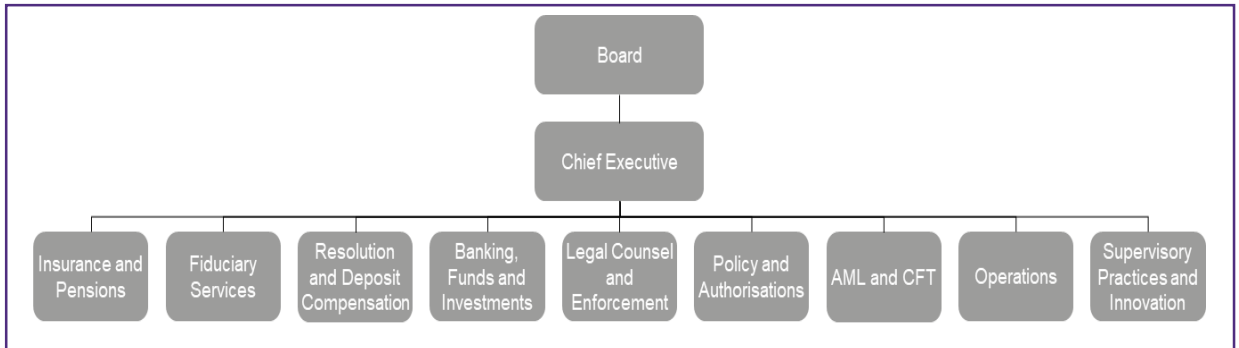 Board
Chief Executive
Insurance and
Pensions
Fiduciary
Services
Resolution
and Deposit
Compensation
Banking,
Funds and
Investments
Legal Counsel
and
Enforcement
Policy and
Authorisations
AML and CFT
Operations
Supervisory
Practices and
Innovation